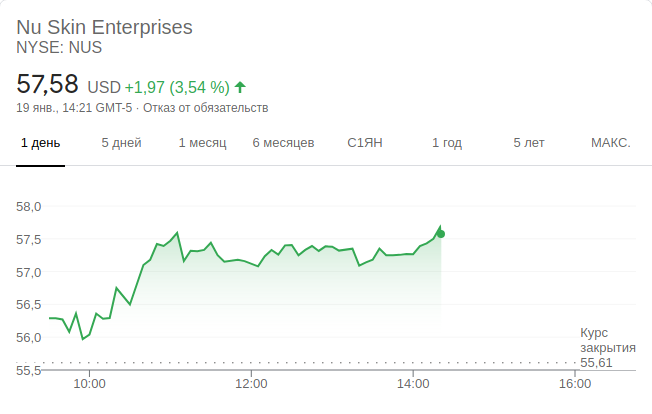 Nu Skin Enterprises
NYSE: NUS
57,58 USD +1,97 (3,54 %)
19 янв., 14:21 GMT-5 · Отказ от обязательств
1 день 5 дней 1 месяц 6 месяцев С1ЯН 1 год 5 лет МАКС.
58,0
57,5
57,0
56,5
56,0
Курс
закрытия
55,61
55,5
10:00 12:00 14:00 16:00